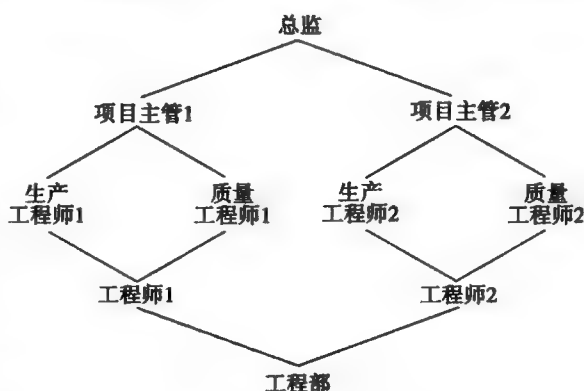 总监
项目主管1 项目主管2
生产 质量 生产 质量
工程师1 工程师1 工程师2 工程师2
工程师1 工程师2
工程部